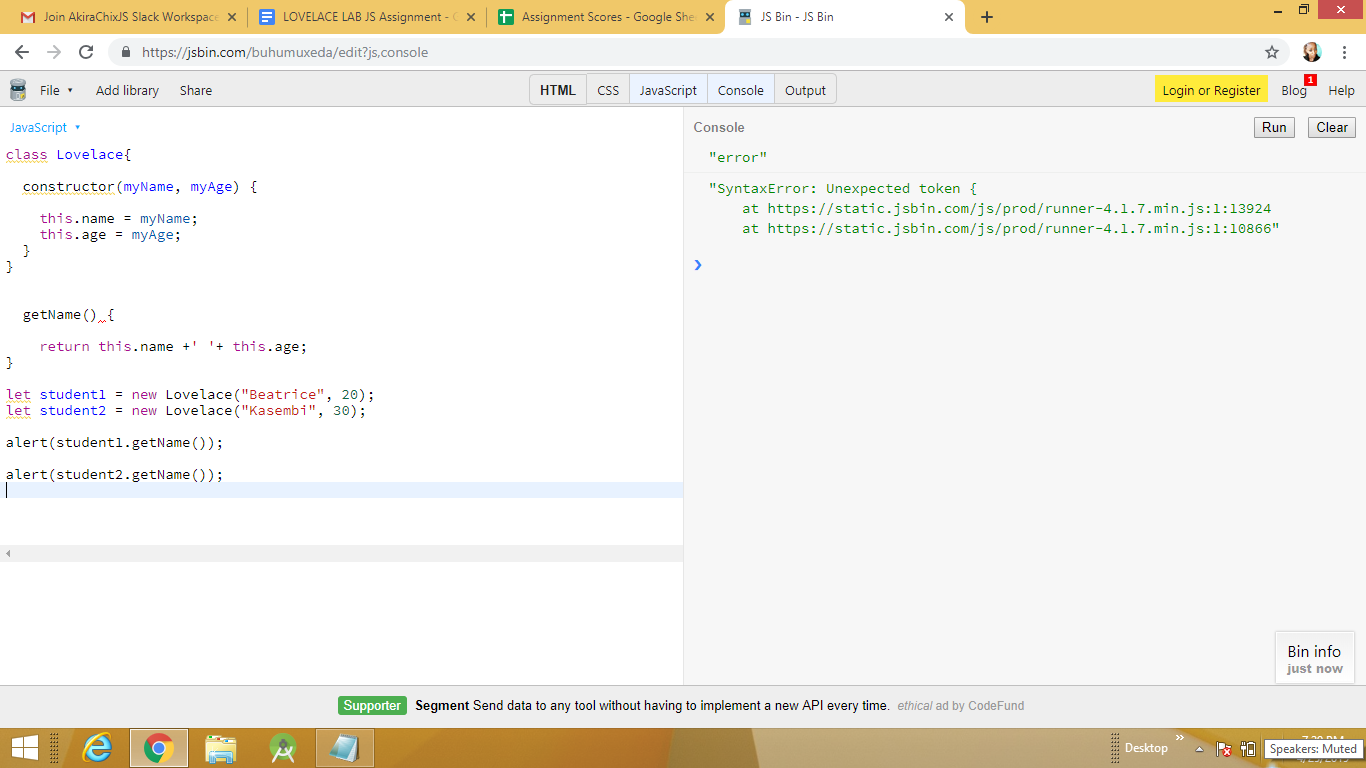 Join AkiraChixJS Slack Workspace
LOVELACE LAB JS Assignment -
Assignment Scores - Google She
JS Bin - JS Bin
https://jsbin.com/buhumuxeda/edit?js,console
File
Add library
Share
HTML
CSS
JavaScript
Console
Output
Login or Register
Blog
1
Help
JavaScript
class Lovelace{
constructor(myName, myAge) {
this.name = myName;
this.age = myAge;
}
}
getName() {
return this.name +' '+ this.age;
}
let student1 = new Lovelace("Beatrice", 20);
let student2 = new Lovelace("Kasembi", 30);
alert(student1.getName());
alert(student2.getName());
Console
Run
Clear
"error"
"SyntaxError: Unexpected token {
at https://static.jsbin.com/js/prod/runner-4.1.7.min.js:1:13924
at https://static.jsbin.com/js/prod/runner-4.1.7.min.js:1:10866"
Bin info
just now
Supporter Segment Send data to any tool without having to implement a new API every time. ethical ad by CodeFund
Desktop
Speakers: Muted